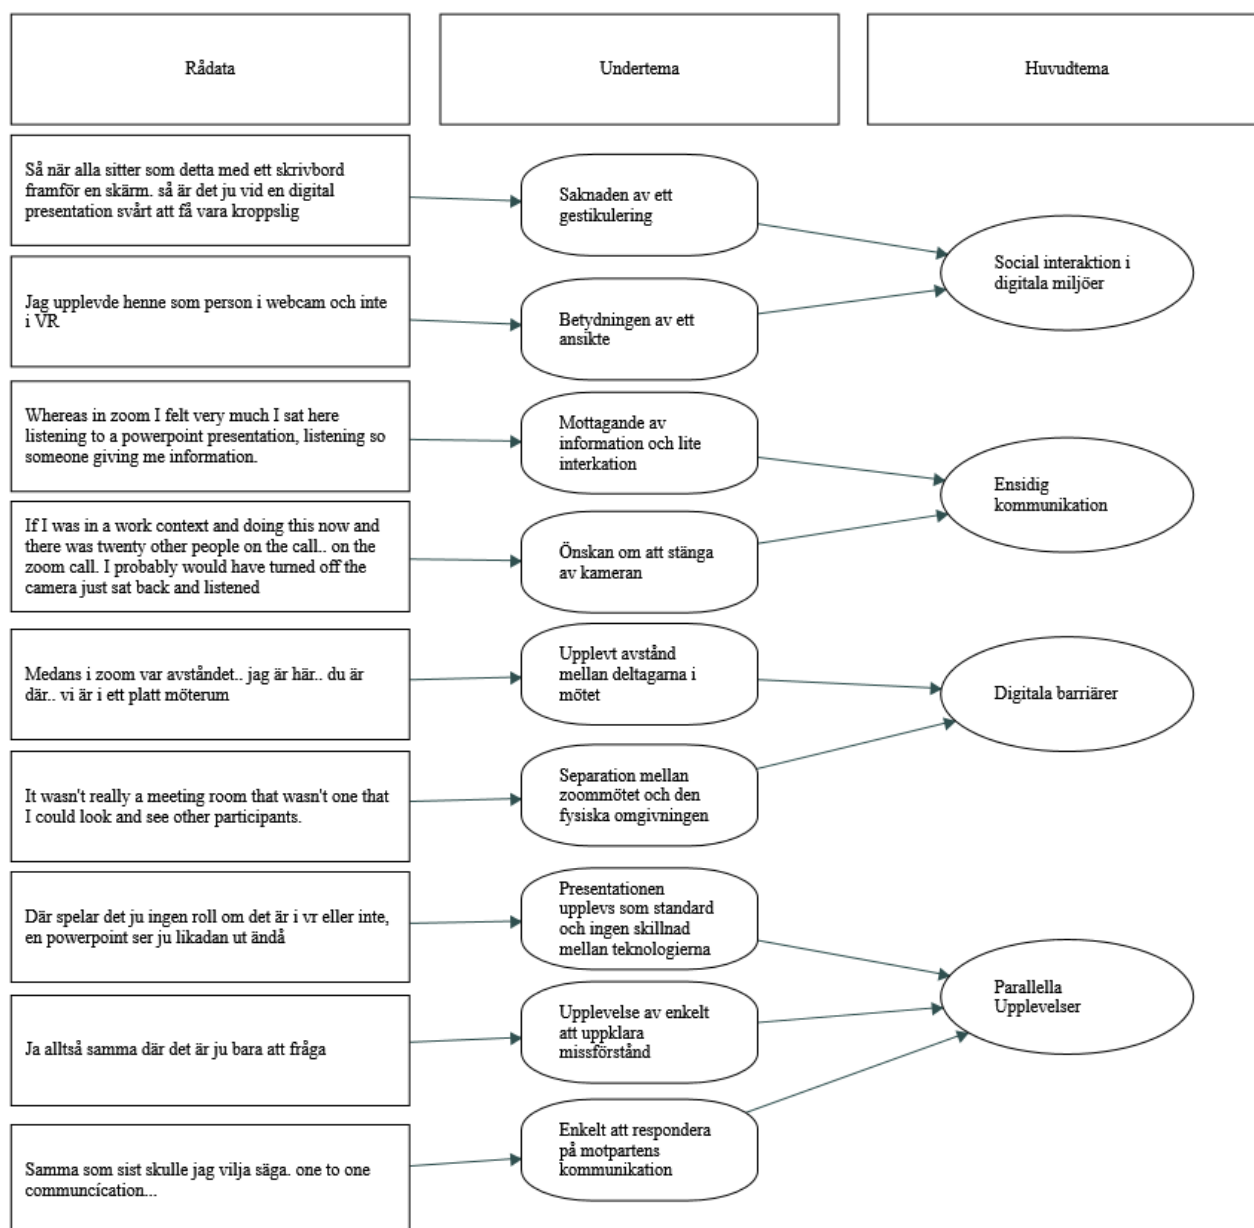 Rådata
Undertema
Huvudtema
Så när alla sitter som detta med ett skrivbord
framför en skärm. så är det ju vid en digital
presentation svårt att få vara kroppslig
Saknaden av ett
gestikulering
Social interaktion i
digitala miljöer
Jag upplevde henne som person i webcam och inte
i VR
Betydningen av ett
ansikte
Whereas in zoom I felt very much I sat here
listening to a powerpoint presentation, listening so
someone giving me information.
Mottagande av
information och lite
interkation
Ensidig
kommunikation
If I was in a work context and doing this now and
there was twenty other people on the call.. on the
zoom call. I probably would have turned off the
camera just sat back and listened
Önskan om att stänga
av kameran
Medans i zoom var avståndet.. jag är här.. du är
där.. vi är i ett platt möterum
Upplevt avstånd
mellan deltagarna i
mötet
Digitala barriärer
It wasn't really a meeting room that wasn't one that
I could look and see other participants.
Separation mellan
zoommötet och den
fysiska omgivningen
Där spelar det ju ingen roll om det är i vr eller inte,
en powerpoint ser ju likadan ut ändå
Presentationen
upplevs som standard
och ingen skillnad
mellan teknologierna
Parallella
Upplevelser
Ja alltså samma där det är ju bara att fråga
Upplevelse av enkelt
att uppklara
missförstånd
Samma som sist skulle jag vilja säga. one to one
communcícation...
Enkelt att respondera
på motpartens
kommunikation